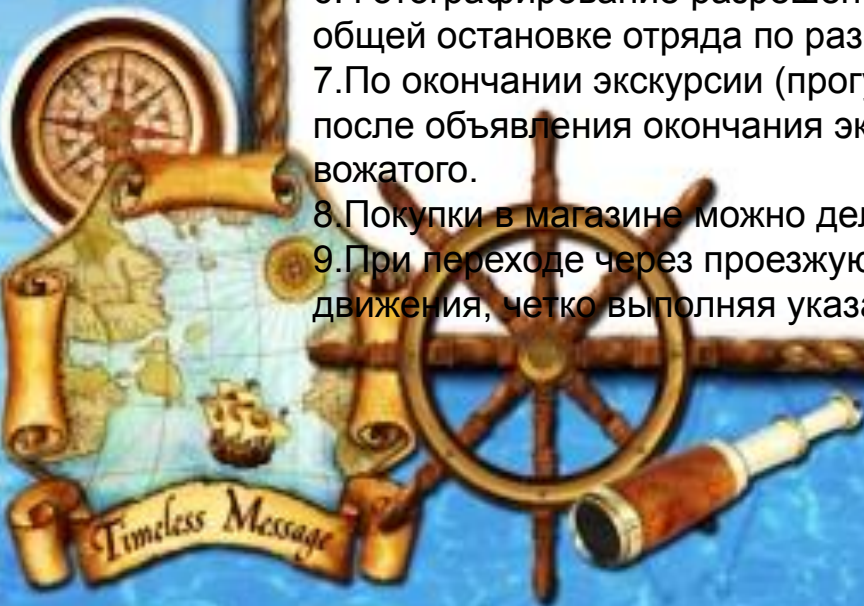 общей остановке отряда по раз
7.По окончании экскурсии (прог
после объявления окончания эк
вожатого.
8.Покупки в магазине можно дел
9.При переходе через проезжую
движения, четко выполняя указа
Timeless Message